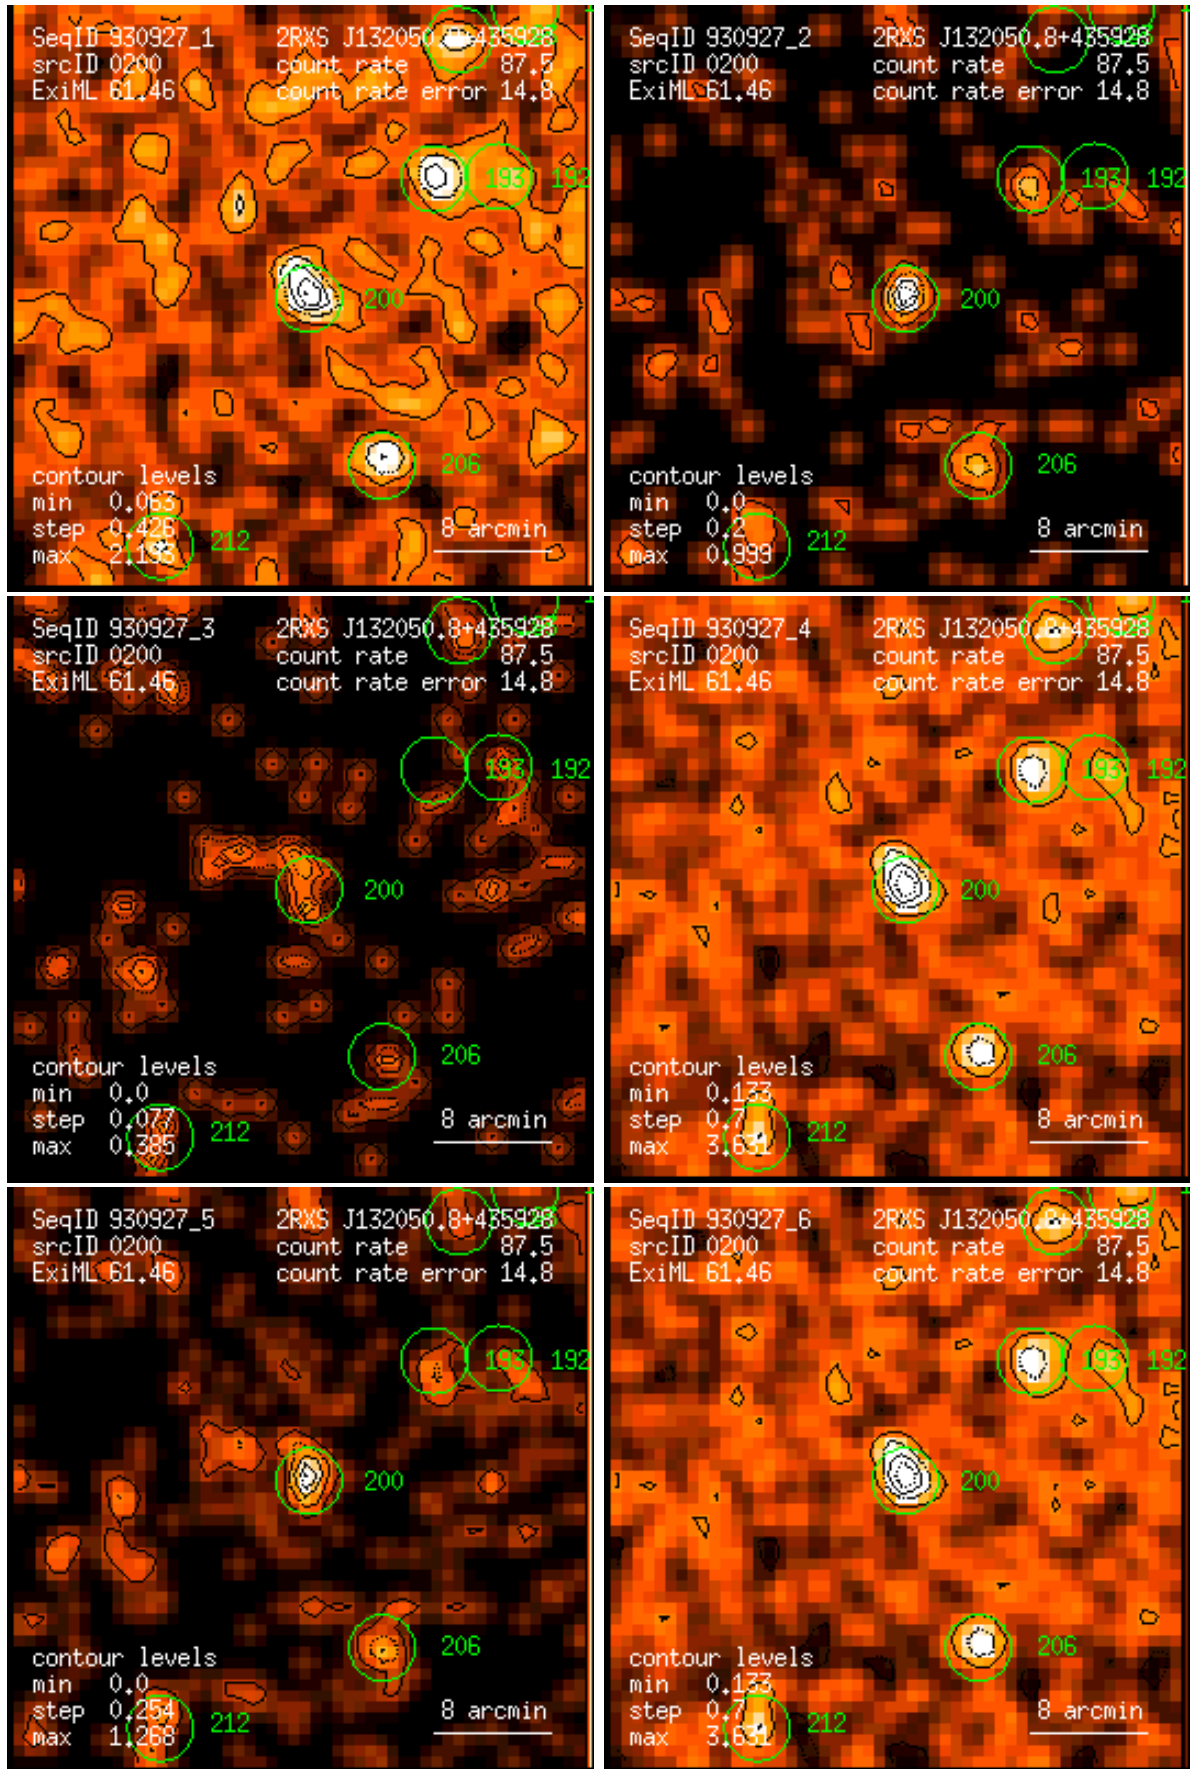 SeqID 930927_1 2RXS J132050.8+435928
srcID 0200 count rate 87.5
ExiML 61.46 count rate error 14.8
193 192
200
206
contour levels
min 0.063
step 0.426
max 2.193
212
8 arcmin
SeqID 930927_2 2RXS J132050.8+435928
srcID 0200 count rate 87.5
ExiML 61.46 count rate error 14.8
193 192
200
206
contour levels
min 0.0
step 0.2
max 0.999
212
8 arcmin
SeqID 930927_3 2RXS J132050.8+435928
srcID 0200 count rate 87.5
ExiML 61.46 count rate error 14.8
193 192
200
206
contour levels
min 0.0
step 0.077
max 0.385
212
8 arcmin
SeqID 930927_4 2RXS J132050.8+435928
srcID 0200 count rate 87.5
ExiML 61.46 count rate error 14.8
193 192
200
206
contour levels
min 0.133
step 0.7
max 3.631
212
8 arcmin
SeqID 930927_5 2RXS J132050.8+435928
srcID 0200 count rate 87.5
ExiML 61.46 count rate error 14.8
193 192
200
206
contour levels
min 0.0
step 0.254
max 1.268
212
8 arcmin
SeqID 930927_6 2RXS J132050.8+435928
srcID 0200 count rate 87.5
ExiML 61.46 count rate error 14.8
193 192
200
206
contour levels
min 0.133
step 0.7
max 3.631
212
8 arcmin